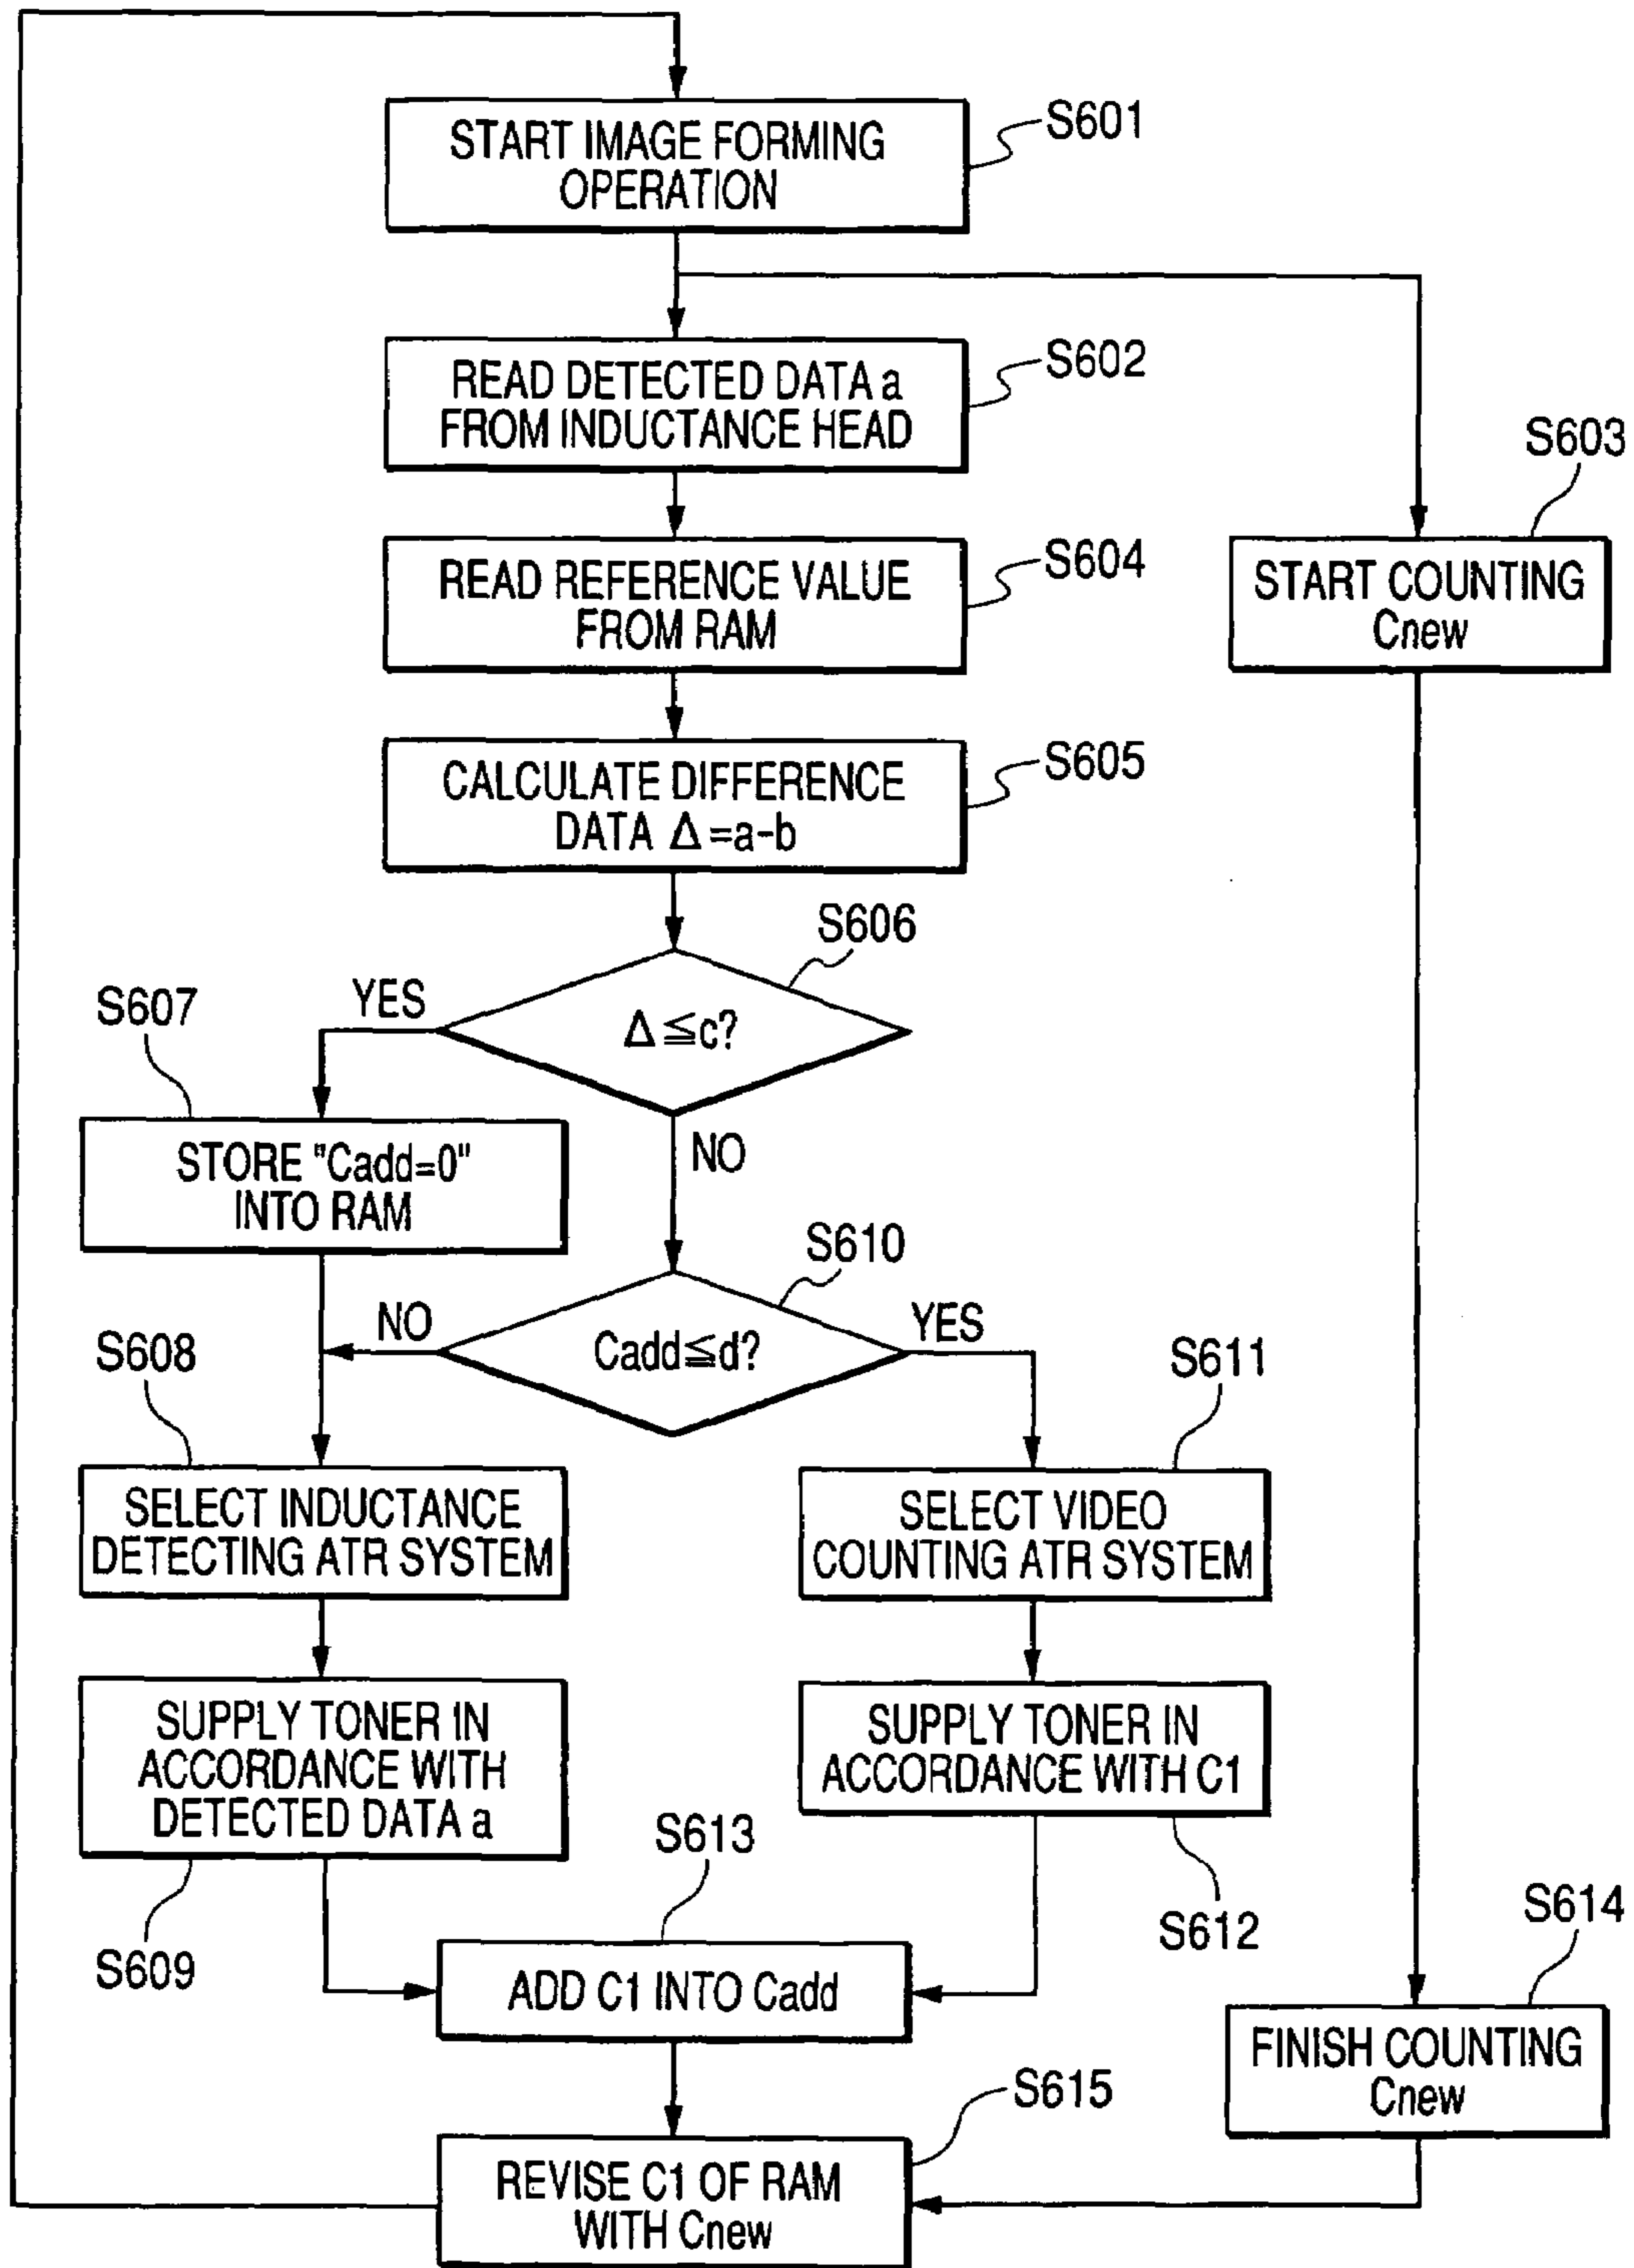 START IMAGE FORMING
OPERATION
S601
READ DETECTED DATA a
FROM INDUCTANCE HEAD
S602
S603
START COUNTING
Cnew
READ REFERENCE VALUE
FROM RAM
S604
CALCULATE DIFFERENCE
DATA Δ=a-b
S605
S606
Δ≦c?
YES
NO
S607
STORE "Cadd=0"
INTO RAM
S610
Cadd≦d?
NO
YES
S608
SELECT INDUCTANCE
DETECTING ATR SYSTEM
S611
SELECT VIDEO
COUNTING ATR SYSTEM
SUPPLY TONER IN
ACCORDANCE WITH
DETECTED DATA a
S609
SUPPLY TONER IN
ACCORDANCE WITH C1
S612
S613
ADD C1 INTO Cadd
S614
FINISH COUNTING
Cnew
S615
REVISE C1 OF RAM
WITH Cnew